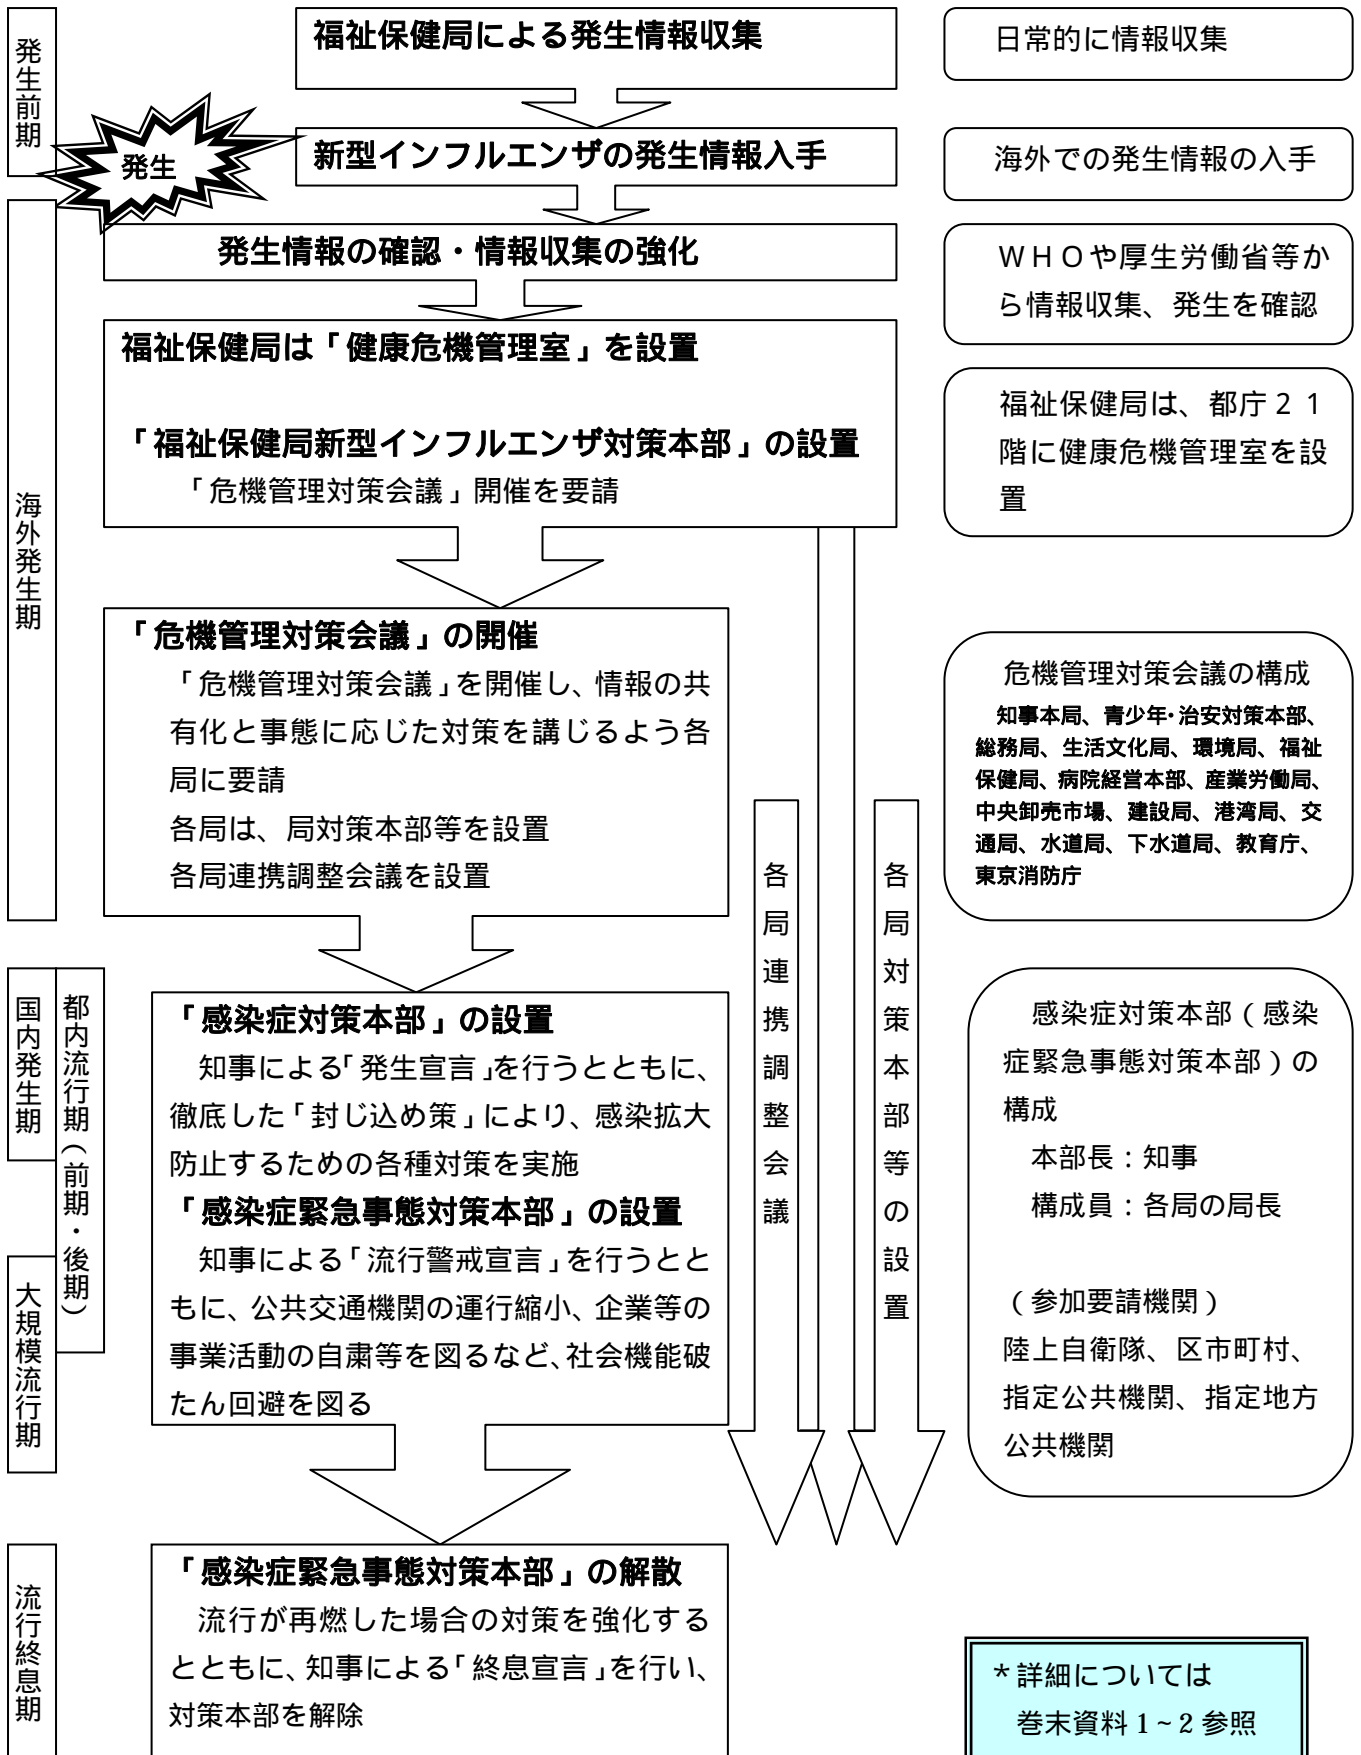 発生前期
福祉保健局による発生情報収集
日常的に情報収集
発生
新型インフルエンザの発生情報入手
海外での発生情報の入手
海外発生期
発生情報の確認・情報収集の強化
ＷＨＯや厚生労働省等か
ら情報収集、発生を確認
福祉保健局は「健康危機管理室」を設置
「福祉保健局新型インフルエンザ対策本部」の設置
「危機管理対策会議」開催を要請
福祉保健局は、都庁２１
階に健康危機管理室を設
置
「危機管理対策会議」の開催
「危機管理対策会議」を開催し、情報の共
有化と事態に応じた対策を講じるよう各
局に要請
各局は、局対策本部等を設置
各局連携調整会議を設置
危機管理対策会議の構成
知事本局、青少年・治安対策本部、
総務局、生活文化局、環境局、福祉
保健局、病院経営本部、産業労働局、
中央卸売市場、建設局、港湾局、交
通局、水道局、下水道局、教育庁、
東京消防庁
各局連携調整会議
各局対策本部等の設置
国内発生期
都内流行期（前期・後期）
大規模流行期
「感染症対策本部」の設置
知事による「発生宣言」を行うとともに、
徹底した「封じ込め策」により、感染拡大
防止するための各種対策を実施
「感染症緊急事態対策本部」の設置
知事による「流行警戒宣言」を行うとと
もに、公共交通機関の運行縮小、企業等の
事業活動の自粛等を図るなど、社会機能破
たん回避を図る
感染症対策本部（感染
症緊急事態対策本部）の
構成
本部長：知事
構成員：各局の局長
（参加要請機関）
陸上自衛隊、区市町村、
指定公共機関、指定地方
公共機関
流行終息期
「感染症緊急事態対策本部」の解散
流行が再燃した場合の対策を強化する
とともに、知事による「終息宣言」を行い、
対策本部を解除
＊詳細については
巻末資料 1～2 参照